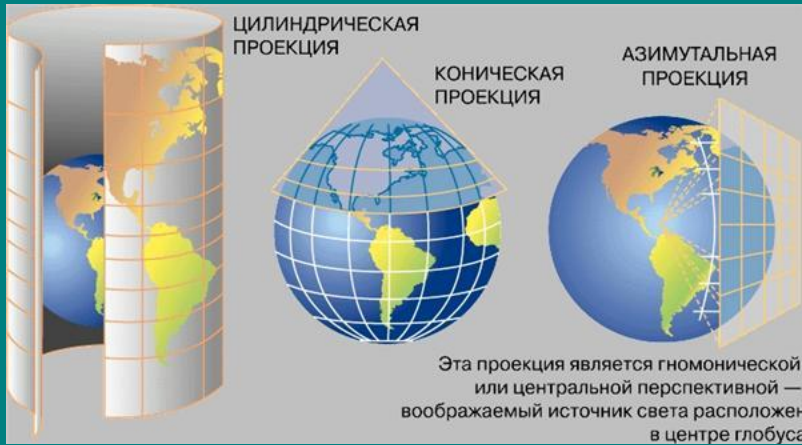 ЦИЛИНДРИЧЕСКАЯ
ПРОЕКЦИЯ
КОНИЧЕСКАЯ
ПРОЕКЦИЯ
АЗИМУТАЛЬНАЯ
ПРОЕКЦИЯ
Эта проекция является гномонической
или центральной перспективной —
воображаемый источник света расположен
в центре глобуса